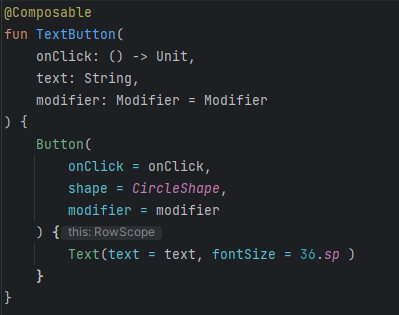 @Composable
fun TextButton(
    onClick: () -> Unit,
    text: String,
    modifier: Modifier = Modifier
) {
    Button(
        onClick = onClick,
        shape = CircleShape,
        modifier = modifier
    ) { this: RowScope
        Text(text = text, fontSize = 36.sp )
    }
}